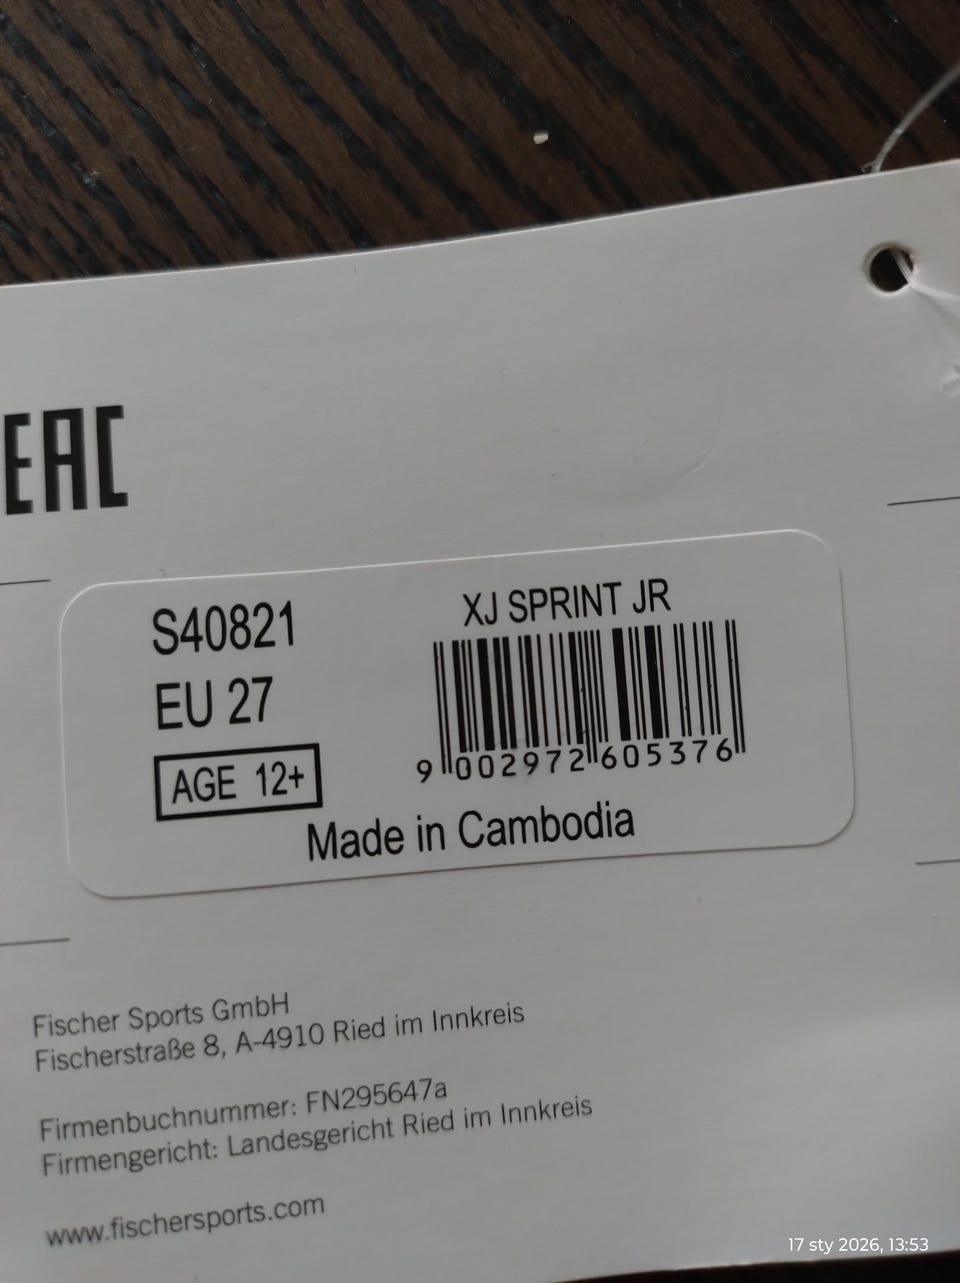 EAC
S40821
XJ SPRINT JR
EU 27
AGE 12+
9 002972 605376
Made in Cambodia
Fischer Sports GmbH
Fischerstraße 8, A-4910 Ried im Innkreis
Firmenbuchnummer: FN295647a
Firmengericht: Landesgericht Ried im Innkreis
www.fischersports.com
17 sty 2026, 13:53